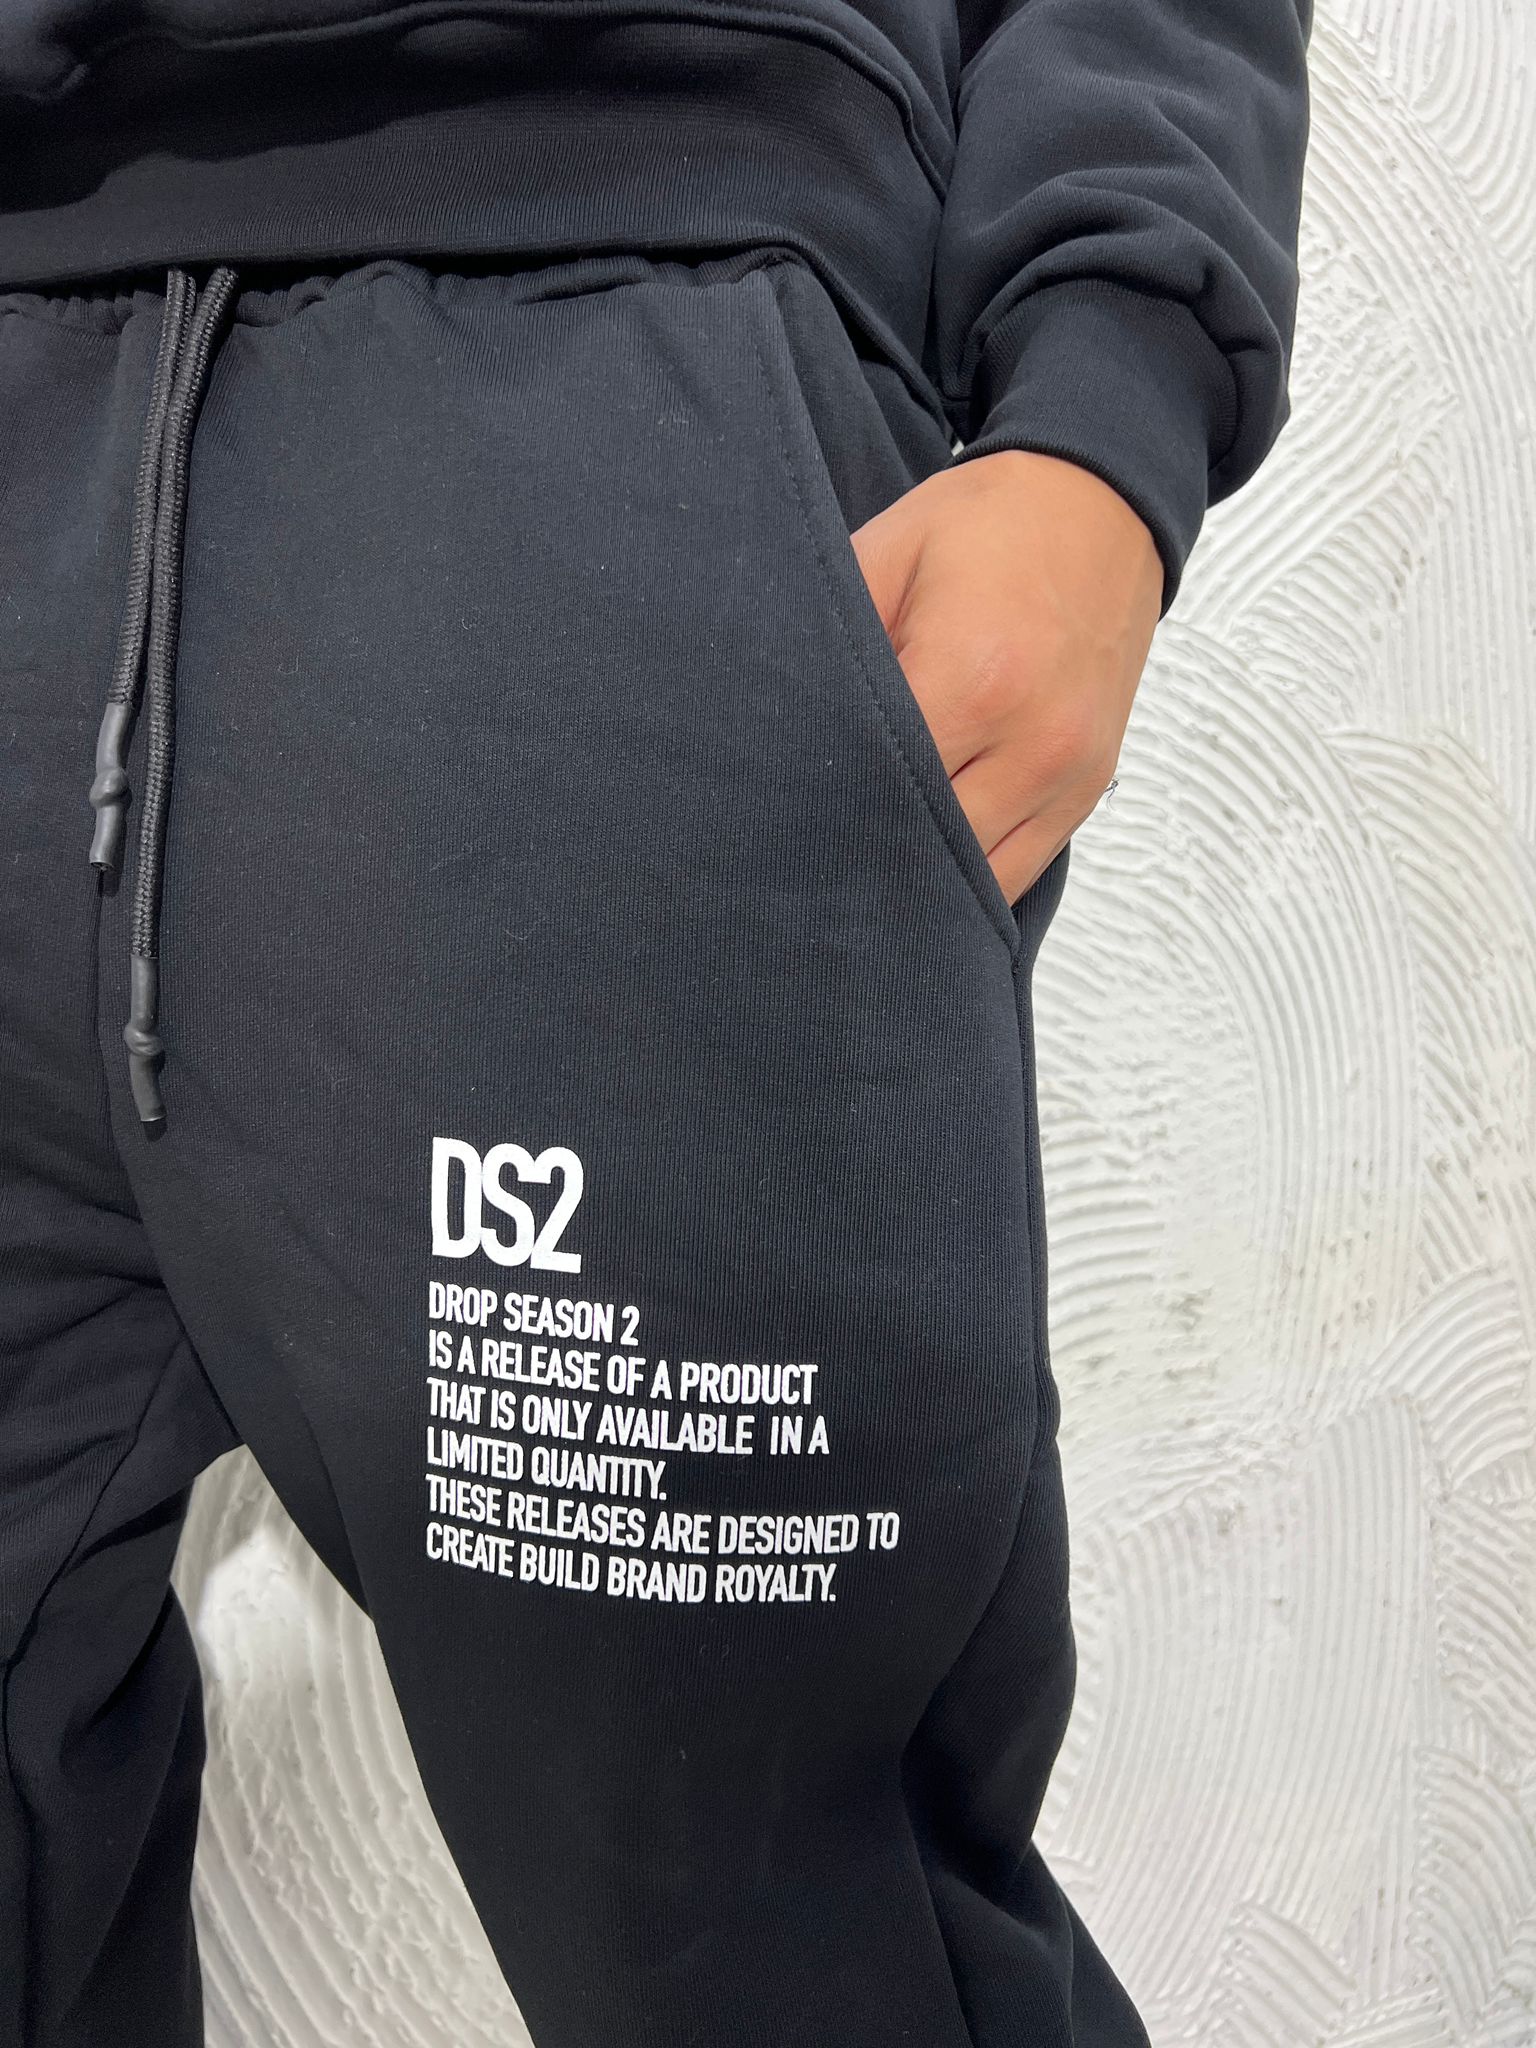 DS2
DROP SEASON 2
IS A RELEASE OF A PRODUCT
THAT IS ONLY AVAILABLE IN A
LIMITED QUANTITY.
THESE RELEASES ARE DESIGNED TO
CREATE BUILD BRAND ROYALTY.